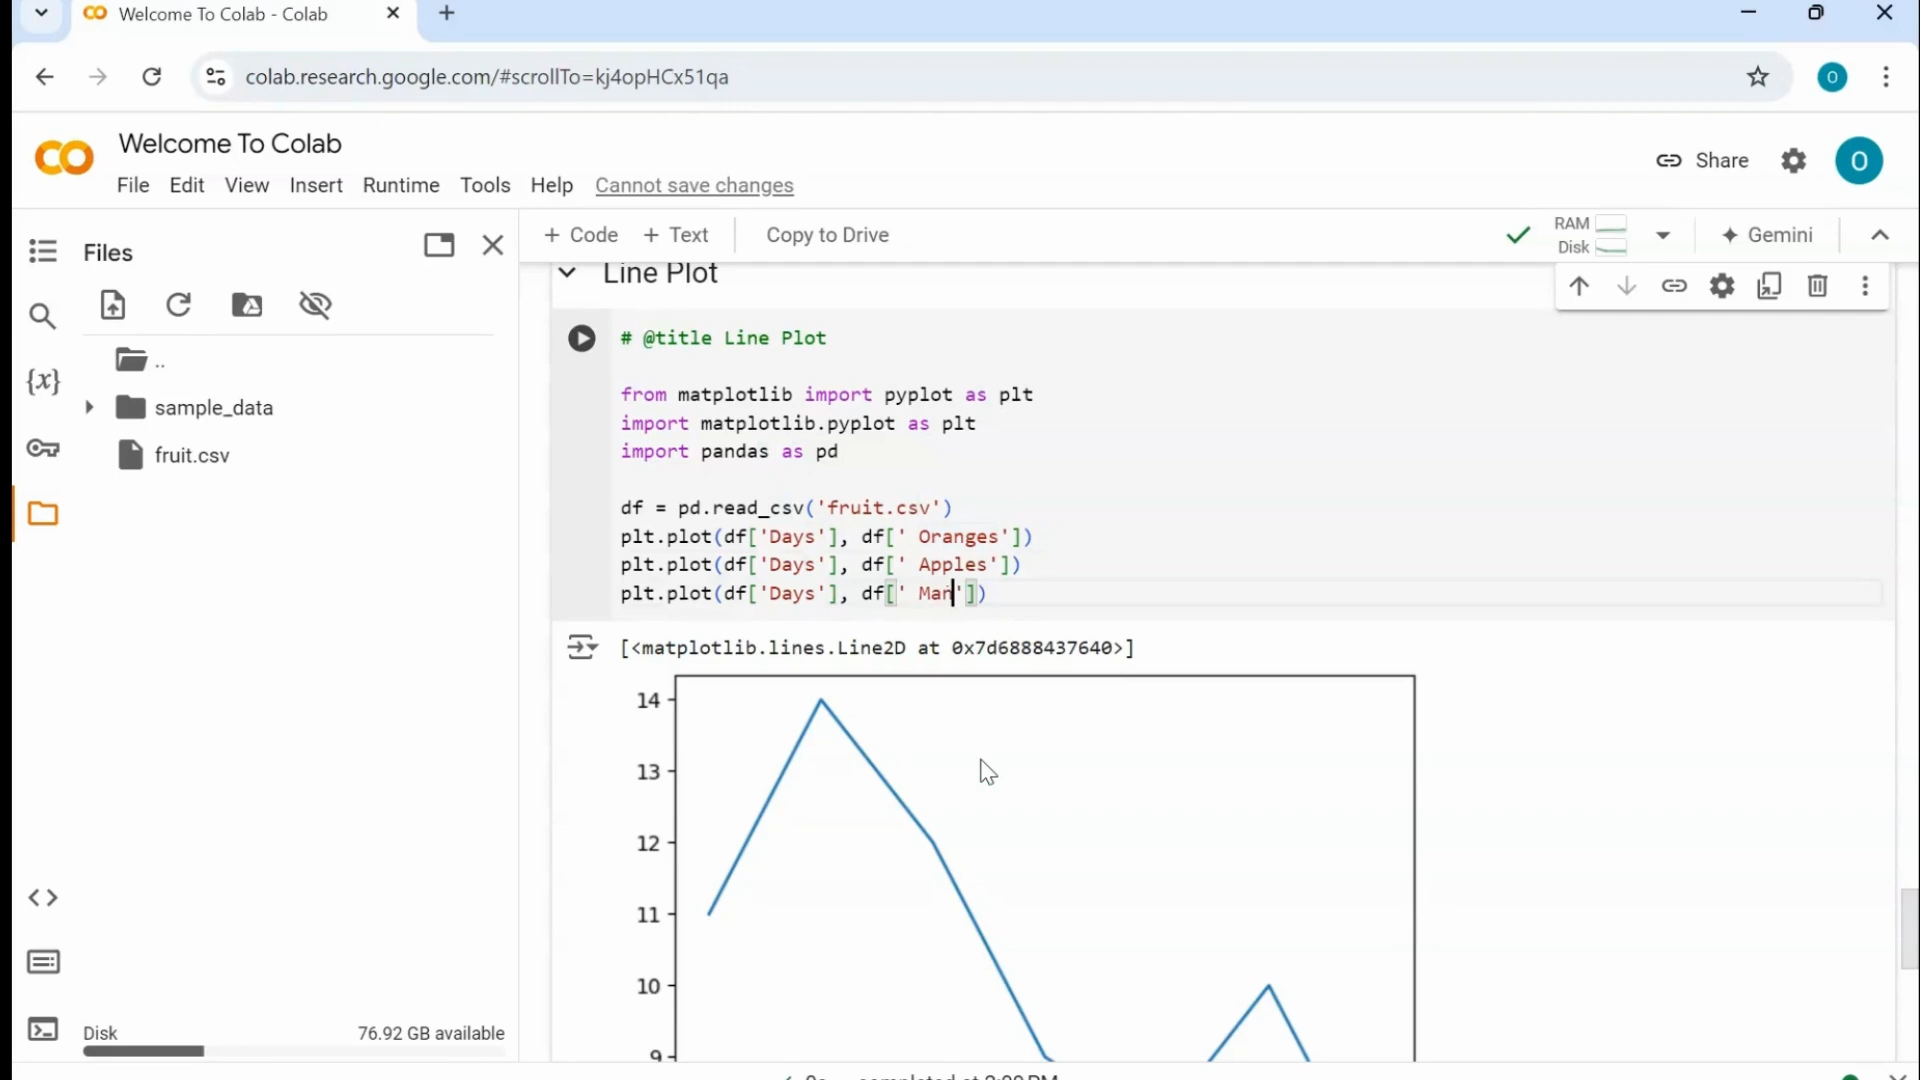 Welcome To Colab - Colab
colab.research.google.com/#scrollTo=kj4opHCx51qa
Welcome To Colab
File Edit View Insert Runtime Tools Help Cannot save changes
Share
O
O
Files
+ Code + Text Copy to Drive
RAM
Disk
Gemini
..
sample_data
fruit.csv
Line Plot
# @title Line Plot
from matplotlib import pyplot as plt
import matplotlib.pyplot as plt
import pandas as pd
df = pd.read_csv('fruit.csv')
plt.plot(df['Days'], df[' Oranges'])
plt.plot(df['Days'], df[' Apples'])
plt.plot(df['Days'], df[' Man'])
[<matplotlib.lines.Line2D at 0x7d6888437640>]
14
13
12
11
10
9
{x}
Disk 76.92 GB available